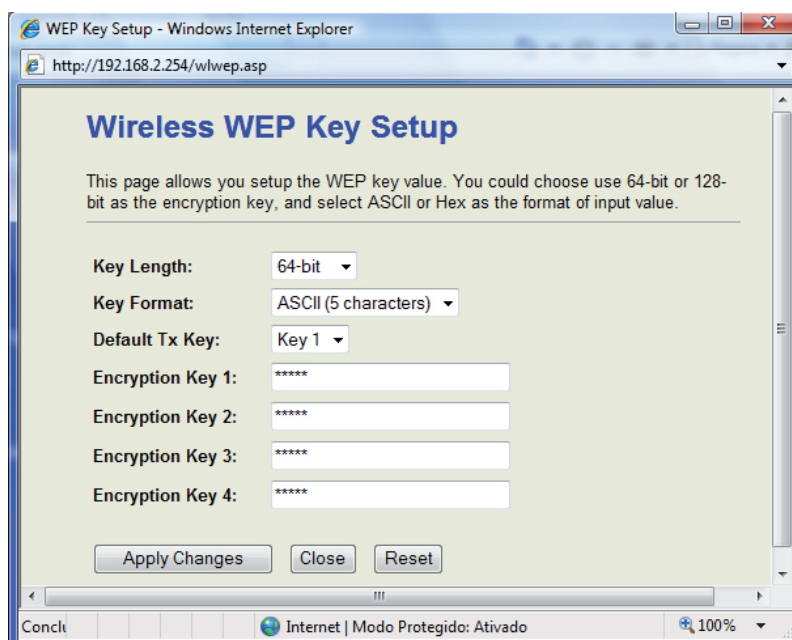 WEP Key Setup - Windows Internet Explorer
http://192.168.2.254/wlwep.asp
Wireless WEP Key Setup
This page allows you setup the WEP key value. You could choose use 64-bit or 128-
bit as the encryption key, and select ASCII or Hex as the format of input value.
Key Length: 64-bit
Key Format: ASCII (5 characters)
Default Tx Key: Key 1
Encryption Key 1: *****
Encryption Key 2: *****
Encryption Key 3: *****
Encryption Key 4: *****
Apply Changes Close Reset
Internet | Modo Protegido: Ativado 100%